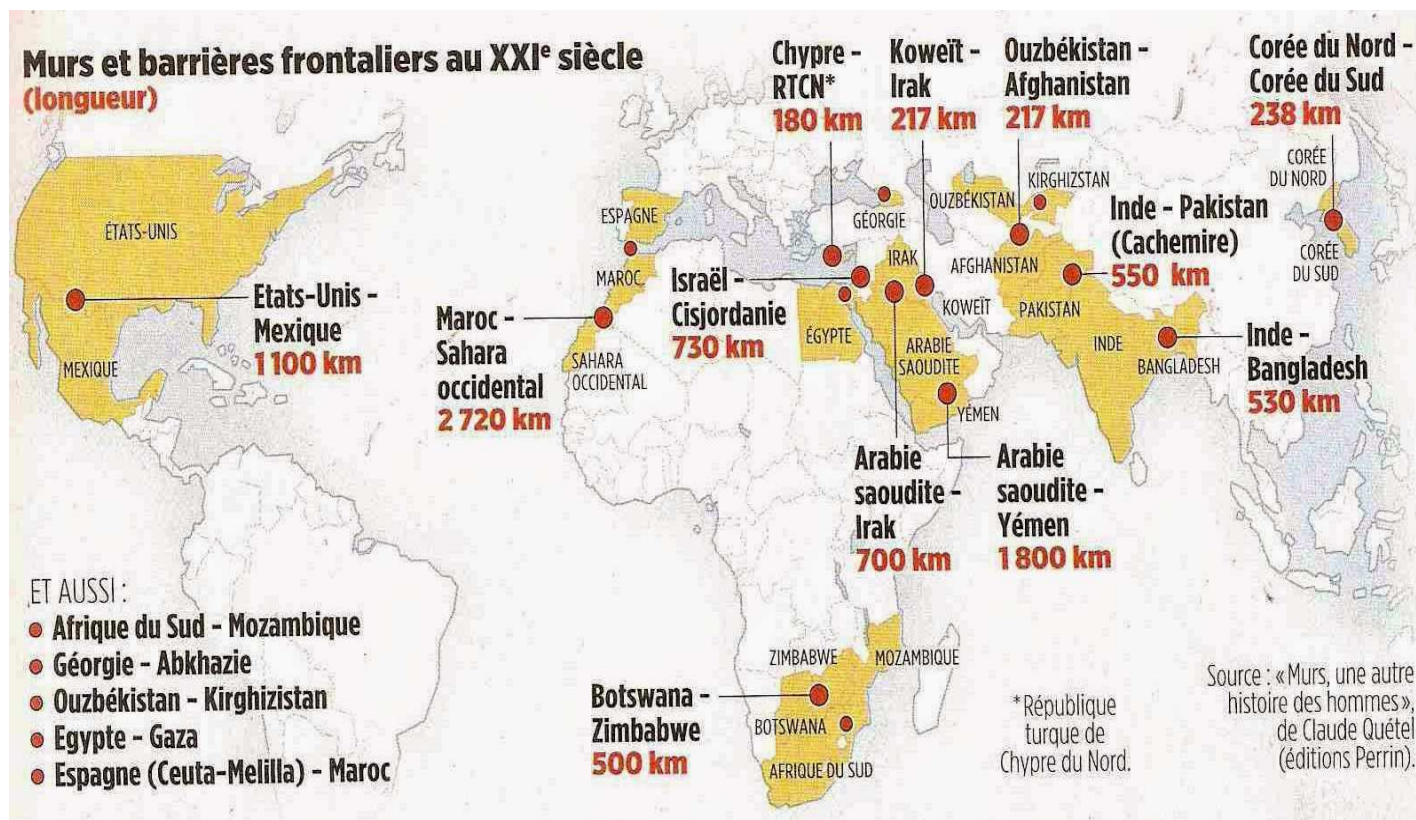 Murs et barrières frontaliers au XXIe siècle
(longueur)
Chypre –
RTCN*
180 km
Koweït –
Irak
217 km
Ouzbékistan –
Afghanistan
217 km
Corée du Nord –
Corée du Sud
238 km
CORÉE
DU NORD
CORÉE
DU SUD
KIRGHIZSTAN
OUZBÉKISTAN
GÉORGIE
ESPAGNE
MAROC
ÉTATS-UNIS
MEXIQUE
Etats-Unis –
Mexique
1 100 km
Maroc –
Sahara
occidental
2 720 km
SAHARA
OCCIDENTAL
Israël –
Cisjordanie
730 km
ÉGYPTE
IRAK
AFGHANISTAN
KOWEÏT
PAKISTAN
ARABIE
SAOUDITE
YÉMEN
INDE
BANGLADESH
Inde – Pakistan
(Cachemire)
550 km
Inde –
Bangladesh
530 km
Arabie
saoudite –
Irak
700 km
Arabie
saoudite –
Yémen
1 800 km
ET AUSSI :
Afrique du Sud – Mozambique
Géorgie – Abkhazie
Ouzbékistan – Kirghizistan
Egypte – Gaza
Espagne (Ceuta-Melilla) – Maroc
Botswana –
Zimbabwe
500 km
ZIMBABWE
MOZAMBIQUE
BOTSWANA
AFRIQUE DU SUD
*République
turque de
Chypre du Nord.
Source : «Murs, une autre
histoire des hommes»,
de Claude Quétel
(éditions Perrin).